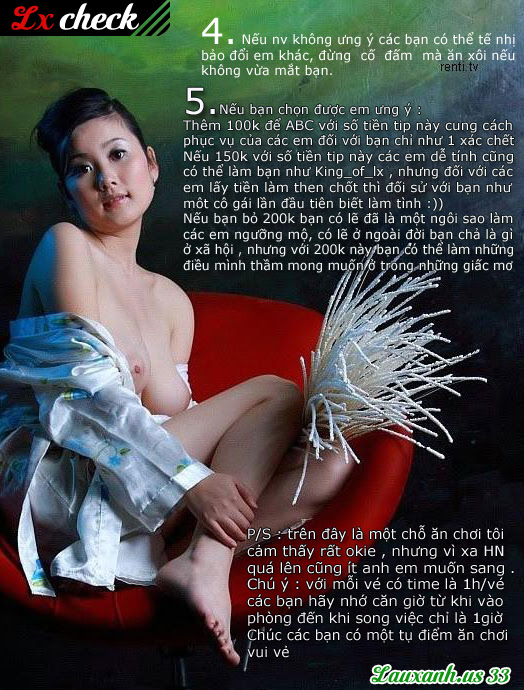 Lx check
4. Nếu nv không ưng ý các bạn có thể tế nhị
bảo đổi em khác, đừng cố đấm mà ăn xôi nếu
không vừa mắt bạn.
renti.tv
5. Nếu bạn chọn được em ưng ý :
Thêm 100k để ABC với số tiền tip này cung cách
phục vụ của các em đối với bạn chỉ như 1 xác chết
Nếu 150k với số tiền tip này các em dễ tính cũng
có thể làm bạn như King_of_lx , nhưng đối với các
em lấy tiền làm then chốt thì đối sử với bạn như
một cô gái lần đầu tiên biết làm tình :))
Nếu bạn bỏ 200k bạn có lẽ đã là một ngôi sao làm
các em ngưỡng mộ, có lẽ ở ngoài đời bạn chả là gì
ở xã hội , nhưng với 200k này bạn có thể làm những
điều mình thầm mong muốn ở trong những giấc mơ
P/S : trên đây là một chỗ ăn chơi tôi
cảm thấy rất okie , nhưng vì xa HN
quá lên cũng ít anh em muốn sang .
Chú ý : với mỗi vé có time là 1h/vé
các bạn hãy nhớ căn giờ từ khi vào
phòng đến khi song việc chỉ là 1giờ
Chúc các bạn có một tụ điểm ăn chơi
vui vẻ
Lauxanh.us 33